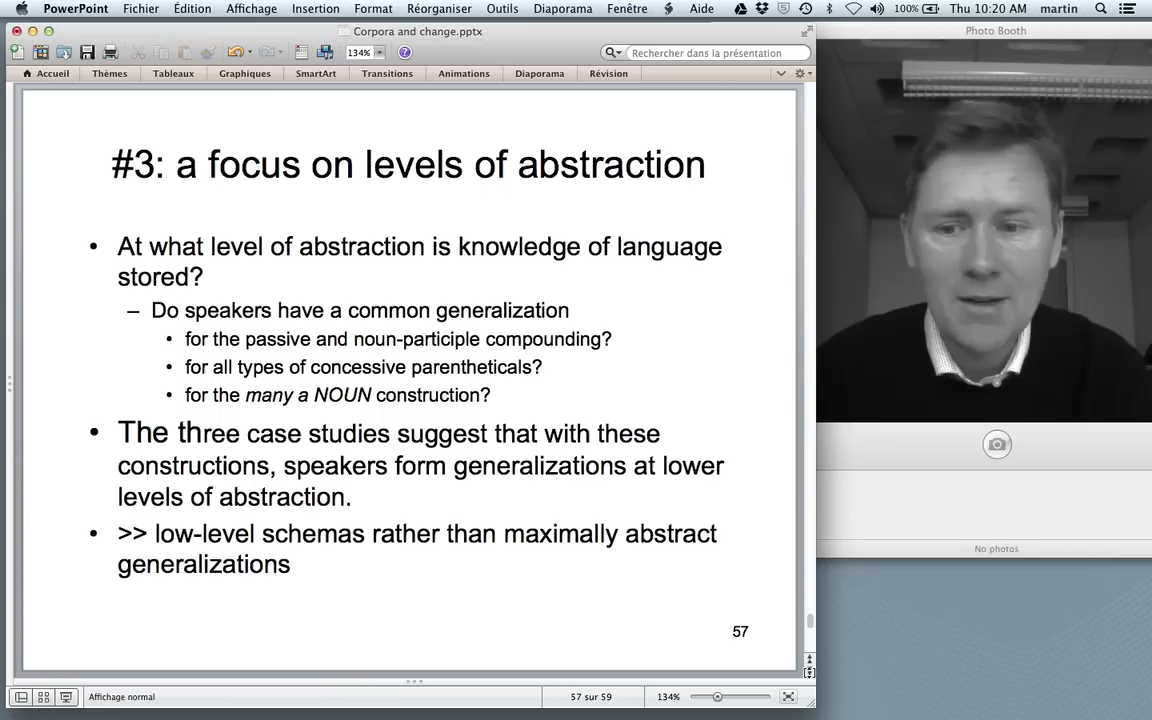 PowerPoint Fichier Édition Affichage Insertion Format Réorganiser Outils Diaporama Fenêtre Aide 100% Thu 10:20 AM martin
Corpora and change.pptx
Photo Booth
134% Rechercher dans la présentation
Accueil Thèmes Tableaux Graphiques SmartArt Transitions Animations Diaporama Révision
#3: a focus on levels of abstraction
• At what level of abstraction is knowledge of language
stored?
– Do speakers have a common generalization
• for the passive and noun-participle compounding?
• for all types of concessive parentheticals?
• for the many a NOUN construction?
• The three case studies suggest that with these
constructions, speakers form generalizations at lower
levels of abstraction.
• >> low-level schemas rather than maximally abstract
generalizations
57
No photos
Affichage normal 57 sur 59 134%